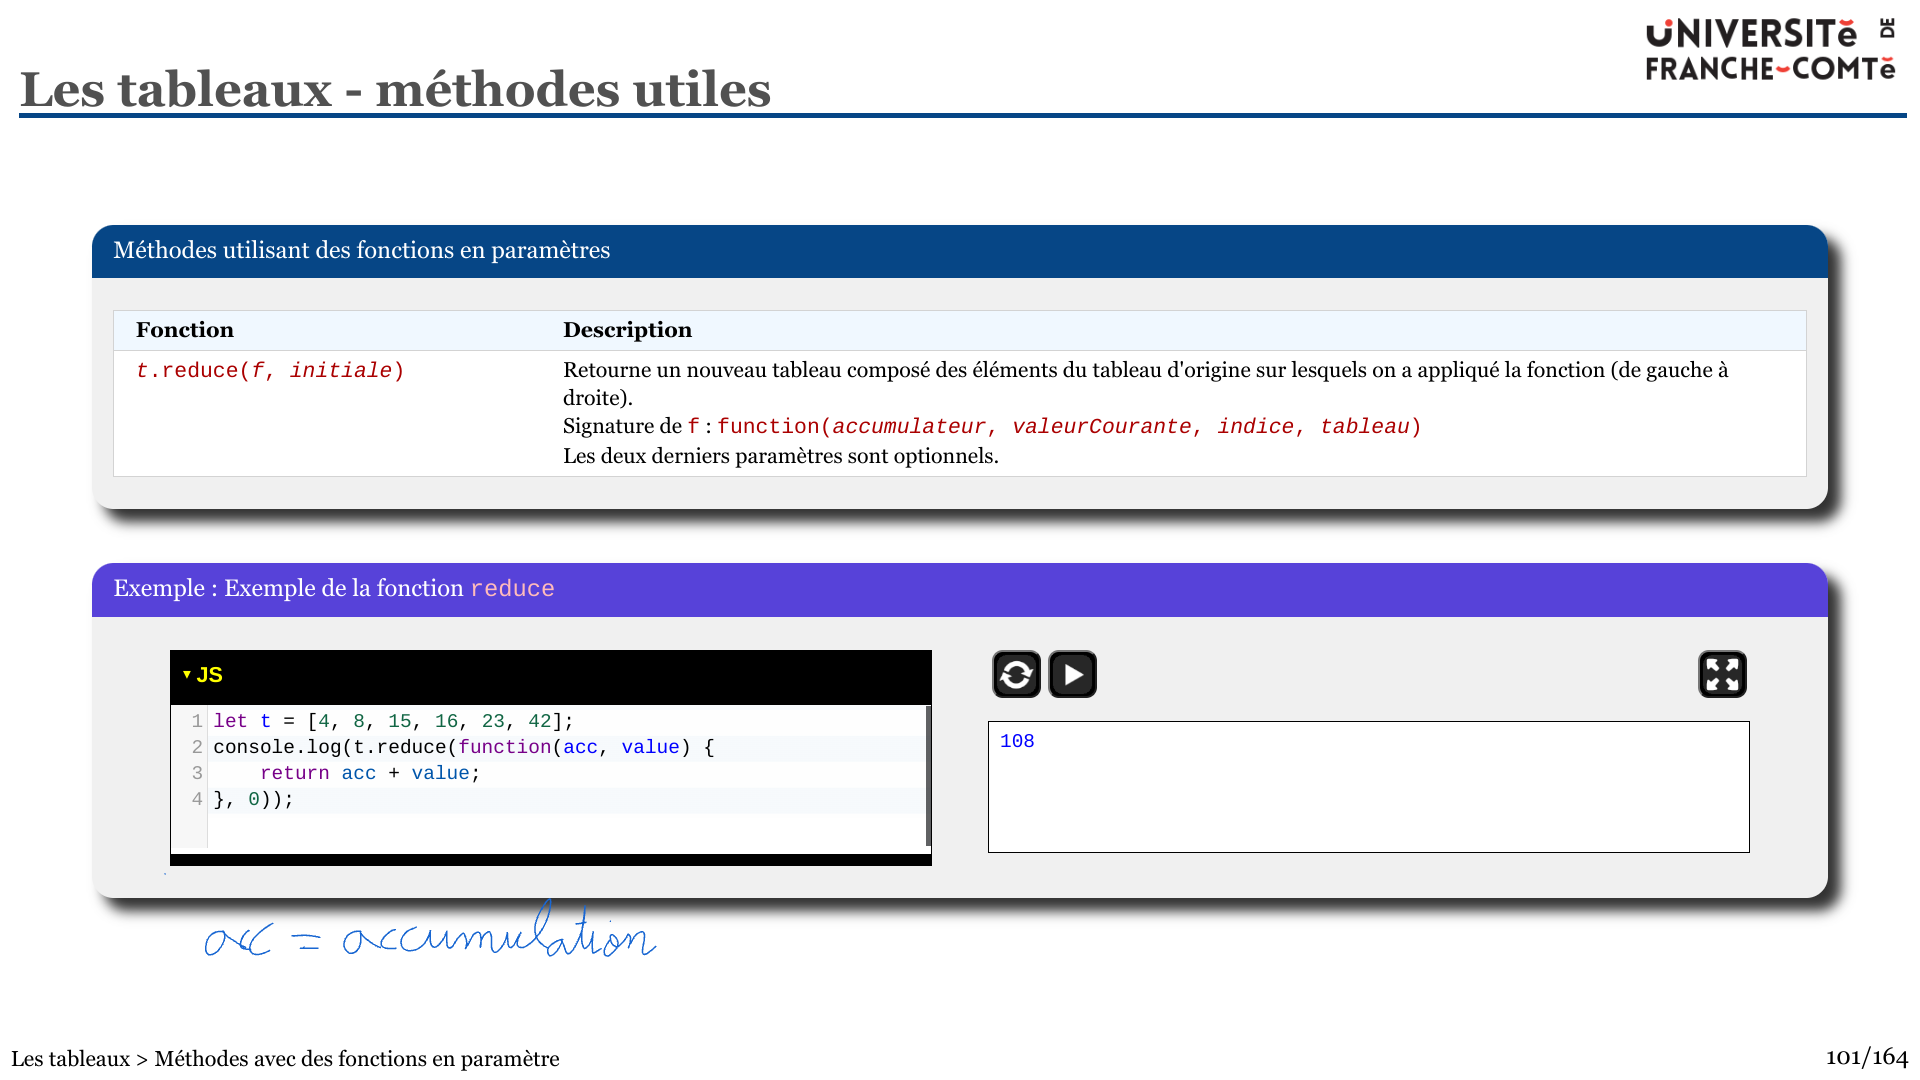 UNIVERSITé DE
FRANCHE-COMTé
Les tableaux - méthodes utiles
Méthodes utilisant des fonctions en paramètres
Fonction Description
t.reduce(f, initiale) Retourne un nouveau tableau composé des éléments du tableau d'origine sur lesquels on a appliqué la fonction (de gauche à
droite).
Signature de f : function(accumulateur, valeurCourante, indice, tableau)
Les deux derniers paramètres sont optionnels.
Exemple : Exemple de la fonction reduce
▾ JS
1 let t = [4, 8, 15, 16, 23, 42];
2 console.log(t.reduce(function(acc, value) {
3     return acc + value;
4 }, 0));
108
acc = accumulation
Les tableaux > Méthodes avec des fonctions en paramètre
101/164